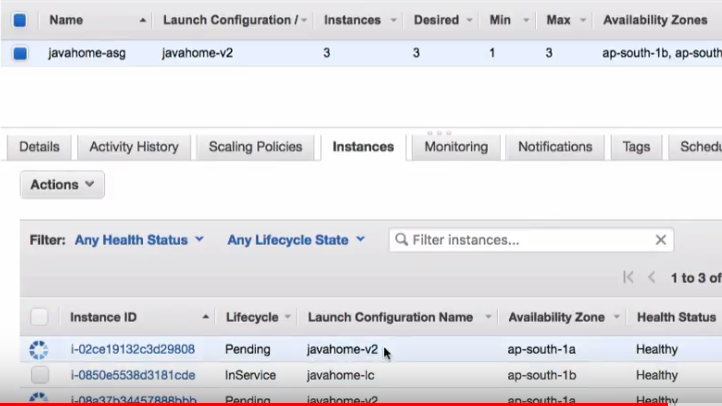 Name Launch Configuration / Instances Desired Min Max Availability Zones
javahome-asg javahome-v2 3 3 1 3 ap-south-1b, ap-south
Details Activity History Scaling Policies Instances Monitoring Notifications Tags Schedu
Actions
Filter: Any Health Status Any Lifecycle State Filter instances...
1 to 3 of
Instance ID Lifecycle Launch Configuration Name Availability Zone Health Status
i-02ce19132c3d29808 Pending javahome-v2 ap-south-1a Healthy
i-0850e5538d3181cde InService javahome-lc ap-south-1b Healthy
i-08a37b34457888bbb Pending javahome-v2 ap-south-1a Healthy